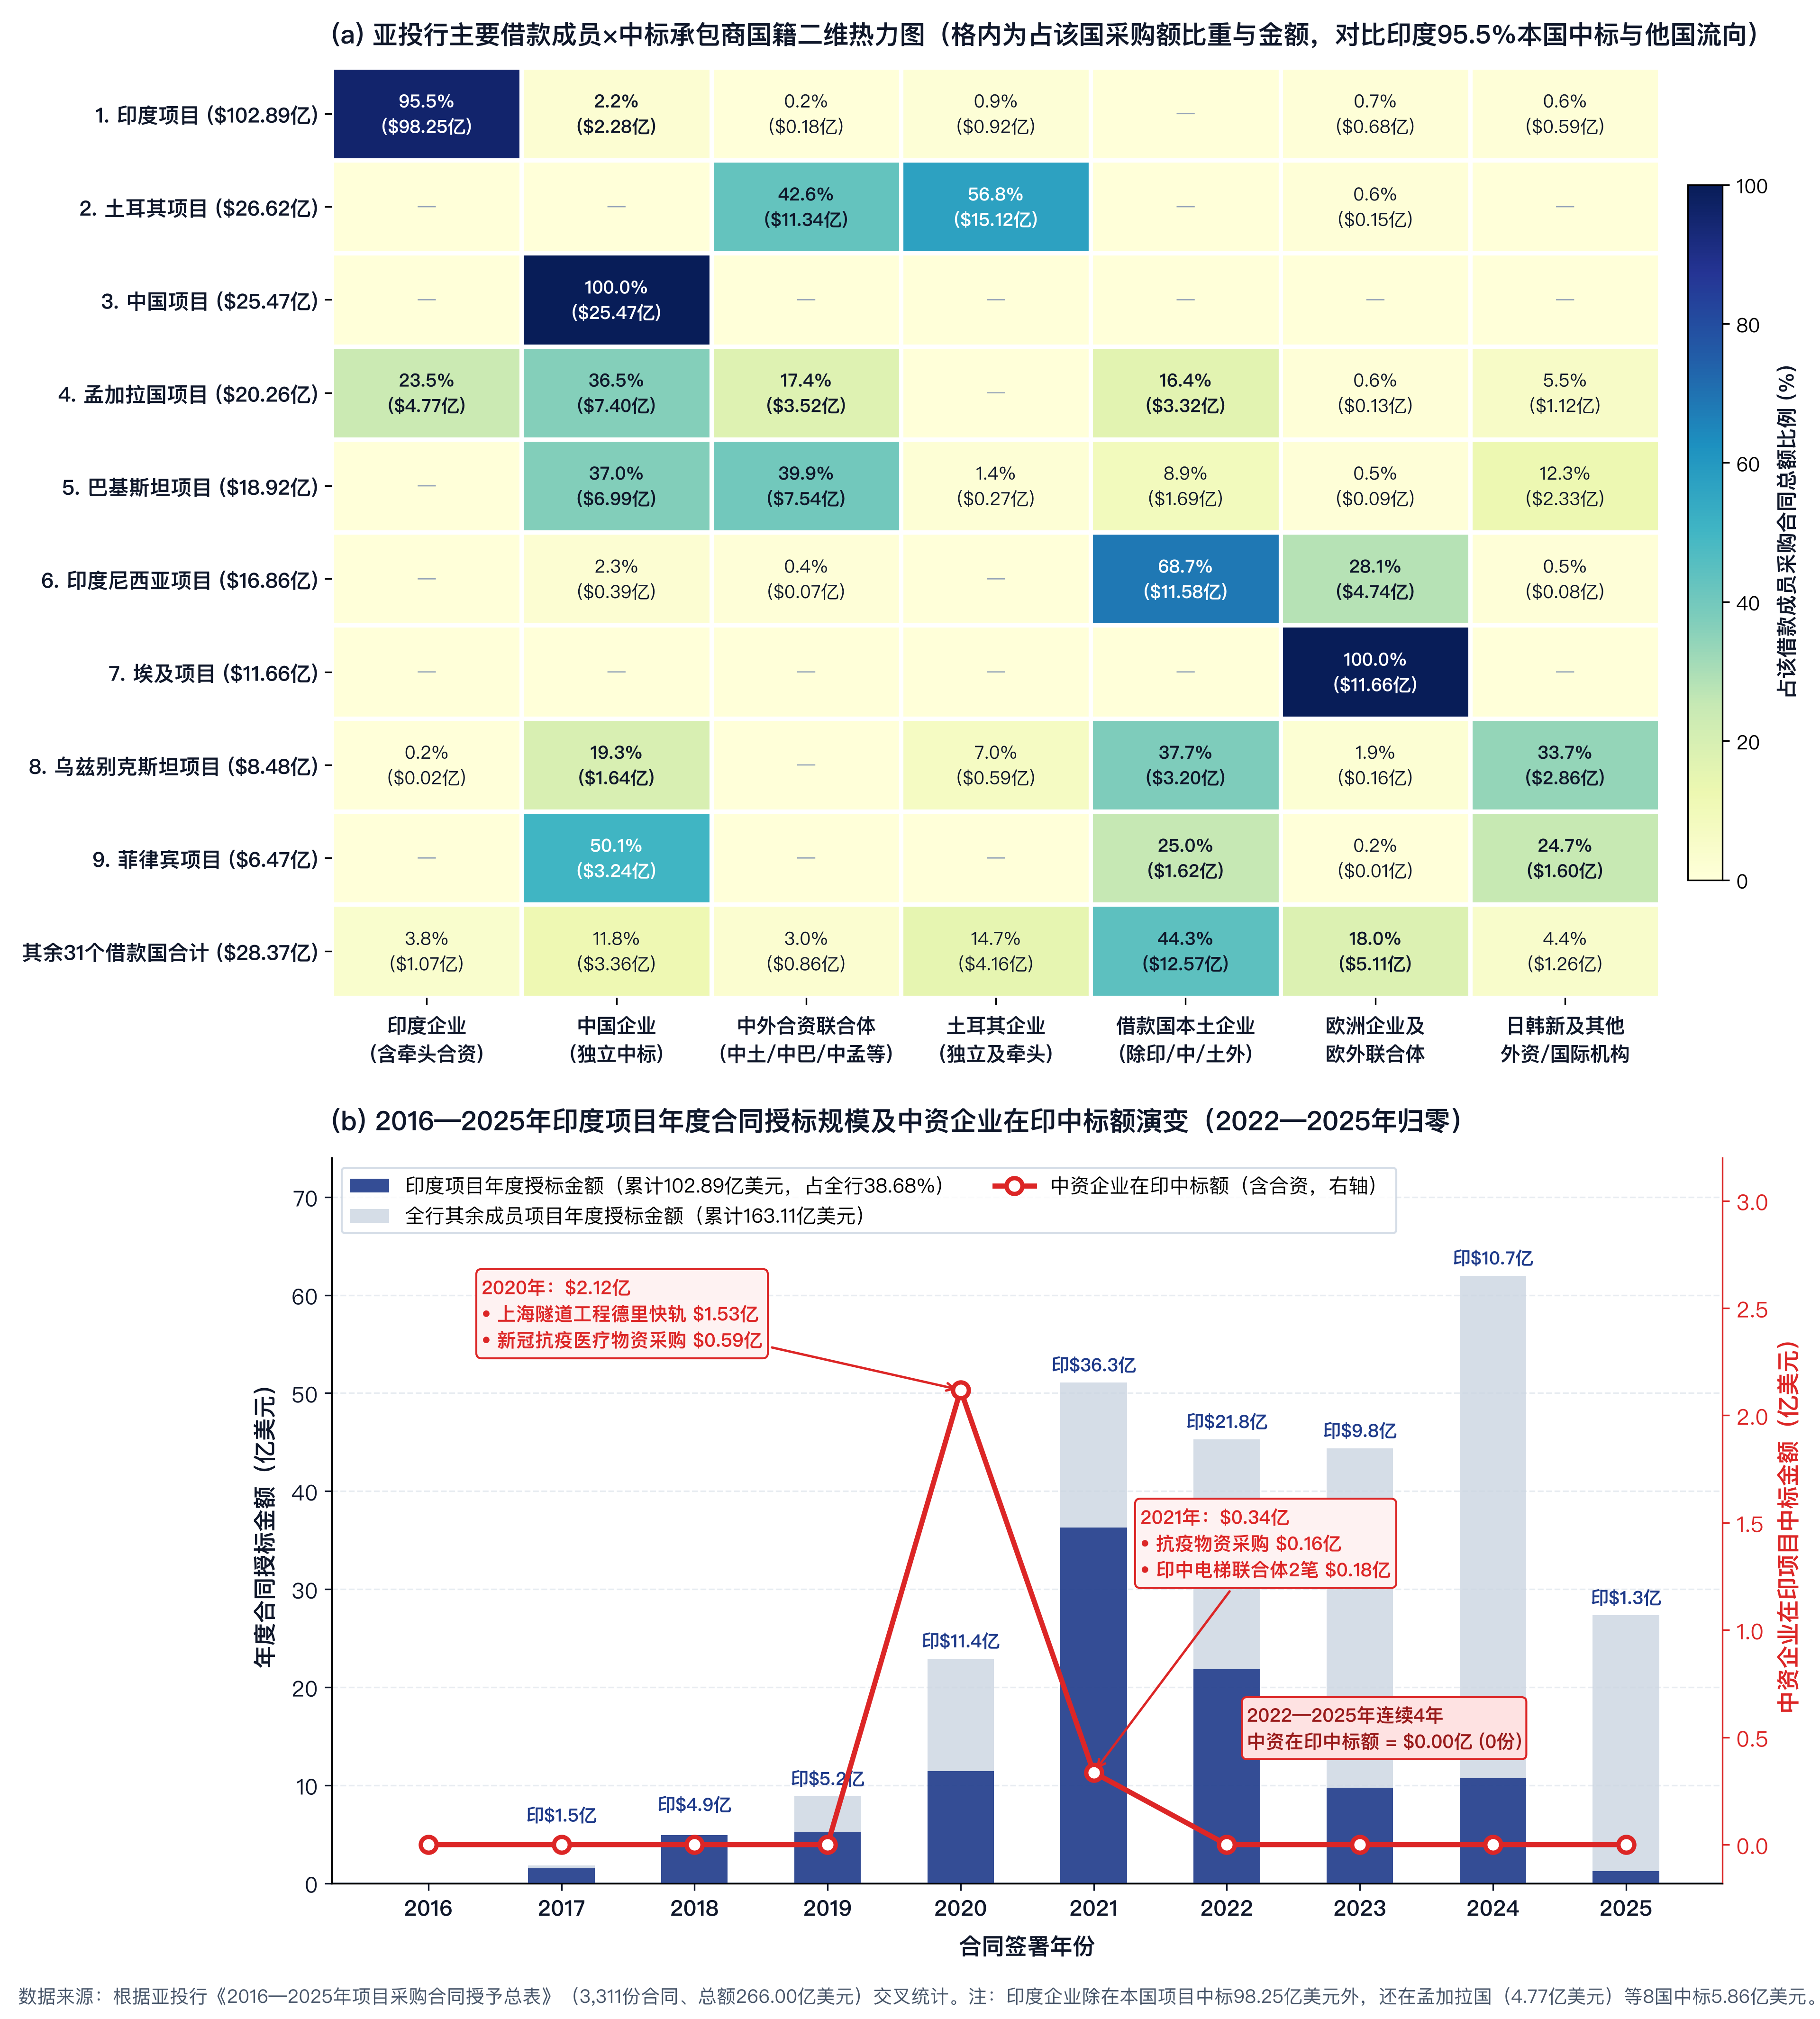 (a) 亚投行主要借款成员×中标承包商国籍二维热力图（格内为占该国采购额比重与金额，对比印度95.5%本国中标与他国流向）
1. 印度项目 ($102.89亿)
95.5%
($98.25亿)
2.2%
($2.28亿)
0.2%
($0.18亿)
0.9%
($0.92亿)
—
0.7%
($0.68亿)
0.6%
($0.59亿)
2. 土耳其项目 ($26.62亿)
—
—
42.6%
($11.34亿)
56.8%
($15.12亿)
—
0.6%
($0.15亿)
—
3. 中国项目 ($25.47亿)
—
100.0%
($25.47亿)
—
—
—
—
—
4. 孟加拉国项目 ($20.26亿)
23.5%
($4.77亿)
36.5%
($7.40亿)
17.4%
($3.52亿)
—
16.4%
($3.32亿)
0.6%
($0.13亿)
5.5%
($1.12亿)
5. 巴基斯坦项目 ($18.92亿)
—
37.0%
($6.99亿)
39.9%
($7.54亿)
1.4%
($0.27亿)
8.9%
($1.69亿)
0.5%
($0.09亿)
12.3%
($2.33亿)
6. 印度尼西亚项目 ($16.86亿)
—
2.3%
($0.39亿)
0.4%
($0.07亿)
—
68.7%
($11.58亿)
28.1%
($4.74亿)
0.5%
($0.08亿)
7. 埃及项目 ($11.66亿)
—
—
—
—
—
100.0%
($11.66亿)
—
8. 乌兹别克斯坦项目 ($8.48亿)
0.2%
($0.02亿)
19.3%
($1.64亿)
—
7.0%
($0.59亿)
37.7%
($3.20亿)
1.9%
($0.16亿)
33.7%
($2.86亿)
9. 菲律宾项目 ($6.47亿)
—
50.1%
($3.24亿)
—
—
25.0%
($1.62亿)
0.2%
($0.01亿)
24.7%
($1.60亿)
其余31个借款国合计 ($28.37亿)
3.8%
($1.07亿)
11.8%
($3.36亿)
3.0%
($0.86亿)
14.7%
($4.16亿)
44.3%
($12.57亿)
18.0%
($5.11亿)
4.4%
($1.26亿)
印度企业
(含牵头合资)
中国企业
(独立中标)
中外合资联合体
(中土/中巴/中孟等)
土耳其企业
(独立及牵头)
借款国本土企业
(除印/中/土外)
欧洲企业及
欧外联合体
日韩新及其他
外资/国际机构
100
80
60
40
20
0
占该借款成员采购合同总额比例 (%)
(b) 2016—2025年印度项目年度合同授标规模及中资企业在印中标额演变（2022—2025年归零）
印度项目年度授标金额（累计102.89亿美元，占全行38.68%）
全行其余成员项目年度授标金额（累计163.11亿美元）
中资企业在印中标额（含合资，右轴）
年度合同授标金额（亿美元）
70
60
50
40
30
20
10
0
2020年：$2.12亿
• 上海隧道工程德里快轨 $1.53亿
• 新冠抗疫医疗物资采购 $0.59亿
2021年：$0.34亿
• 抗疫物资采购 $0.16亿
• 印中电梯联合体2笔 $0.18亿
2022—2025年连续4年
中资在印中标额 = $0.00亿 (0份)
印$1.5亿
印$4.9亿
印$5.2亿
印$11.4亿
印$36.3亿
印$21.8亿
印$9.8亿
印$10.7亿
印$1.3亿
3.0
2.5
2.0
1.5
1.0
0.5
0.0
中资企业在印项目中标金额（亿美元）
2016
2017
2018
2019
2020
2021
2022
2023
2024
2025
合同签署年份
数据来源：根据亚投行《2016—2025年项目采购合同授予总表》（3,311份合同、总额266.00亿美元）交叉统计。注：印度企业除在本国项目中标98.25亿美元外，还在孟加拉国（4.77亿美元）等8国中标5.86亿美元。